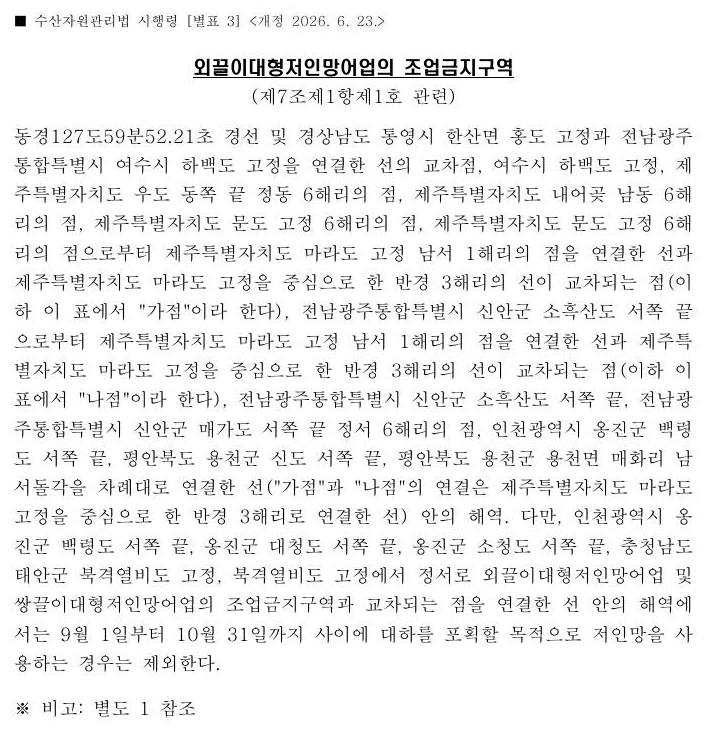 ■ 수산자원관리법 시행령 [별표 3] <개정 2026. 6. 23.>
외끌이대형저인망어업의 조업금지구역
(제7조제1항제1호 관련)
동경127도59분52.21초 경선 및 경상남도 통영시 한산면 홍도 고정과 전남광주
통합특별시 여수시 하백도 고정을 연결한 선의 교차점, 여수시 하백도 고정, 제
주특별자치도 우도 동쪽 끝 정동 6해리의 점, 제주특별자치도 내어곶 남동 6해
리의 점, 제주특별자치도 문도 고정 6해리의 점, 제주특별자치도 문도 고정 6해
리의 점으로부터 제주특별자치도 마라도 고정 남서 1해리의 점을 연결한 선과
제주특별자치도 마라도 고정을 중심으로 한 반경 3해리의 선이 교차되는 점(이
하 이 표에서 "가점"이라 한다), 전남광주통합특별시 신안군 소흑산도 서쪽 끝
으로부터 제주특별자치도 마라도 고정 남서 1해리의 점을 연결한 선과 제주특
별자치도 마라도 고정을 중심으로 한 반경 3해리의 선이 교차되는 점(이하 이
표에서 "나점"이라 한다), 전남광주통합특별시 신안군 소흑산도 서쪽 끝, 전남광
주통합특별시 신안군 매가도 서쪽 끝 정서 6해리의 점, 인천광역시 옹진군 백령
도 서쪽 끝, 평안북도 용천군 신도 서쪽 끝, 평안북도 용천군 용천면 매화리 남
서돌각을 차례대로 연결한 선("가점"과 "나점"의 연결은 제주특별자치도 마라도
고정을 중심으로 한 반경 3해리로 연결한 선) 안의 해역. 다만, 인천광역시 옹
진군 백령도 서쪽 끝, 옹진군 대청도 서쪽 끝, 옹진군 소청도 서쪽 끝, 충청남도
태안군 북격열비도 고정, 북격열비도 고정에서 정서로 외끌이대형저인망어업 및
쌍끌이대형저인망어업의 조업금지구역과 교차되는 점을 연결한 선 안의 해역에
서는 9월 1일부터 10월 31일까지 사이에 대하를 포획할 목적으로 저인망을 사
용하는 경우는 제외한다.
※ 비고: 별도 1 참조